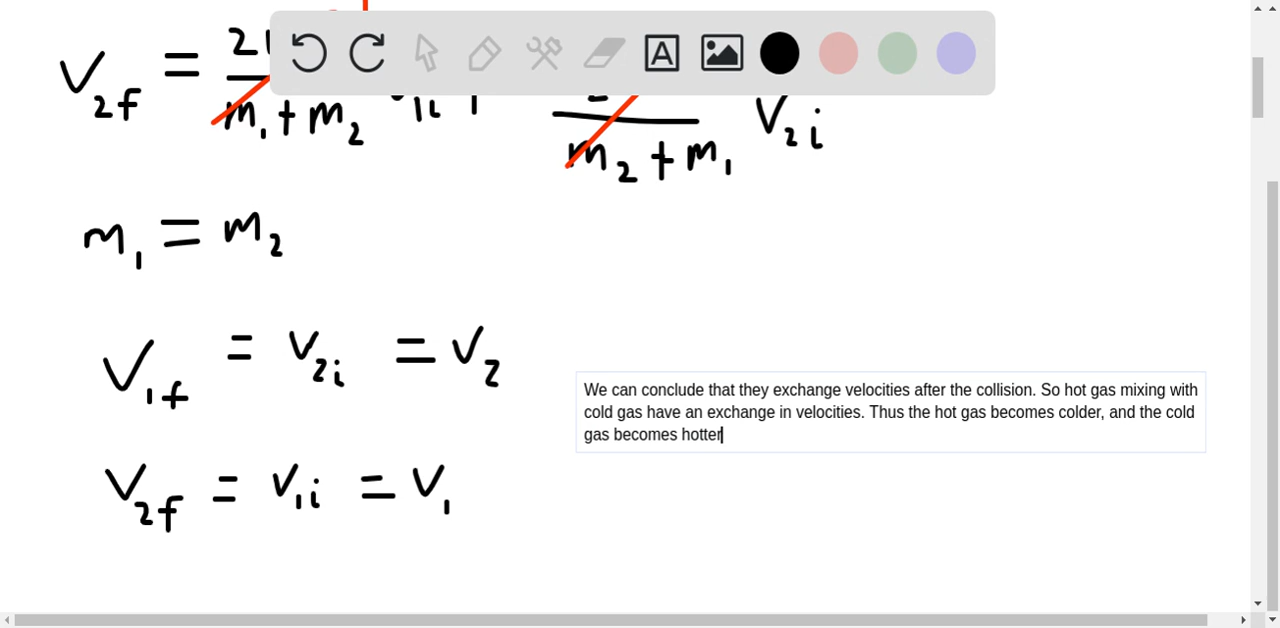 V2f = 2 / m1 + m2 1i + / m2 + m1 V2i
m1 = m2
V1f = V2i = V2
V2f = V1i = V1
We can conclude that they exchange velocities after the collision. So hot gas mixing with
cold gas have an exchange in velocities. Thus the hot gas becomes colder, and the cold
gas becomes hotter
A